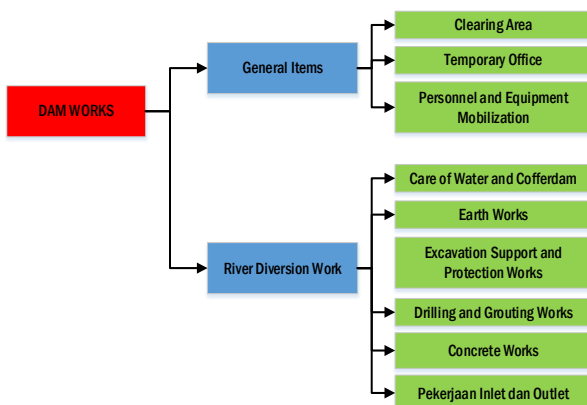 DAM WORKS
General Items
Clearing Area
Temporary Office
Personnel and Equipment
Mobilization
River Diversion Work
Care of Water and Cofferdam
Earth Works
Excavation Support and
Protection Works
Drilling and Grouting Works
Concrete Works
Pekerjaan Inlet dan Outlet